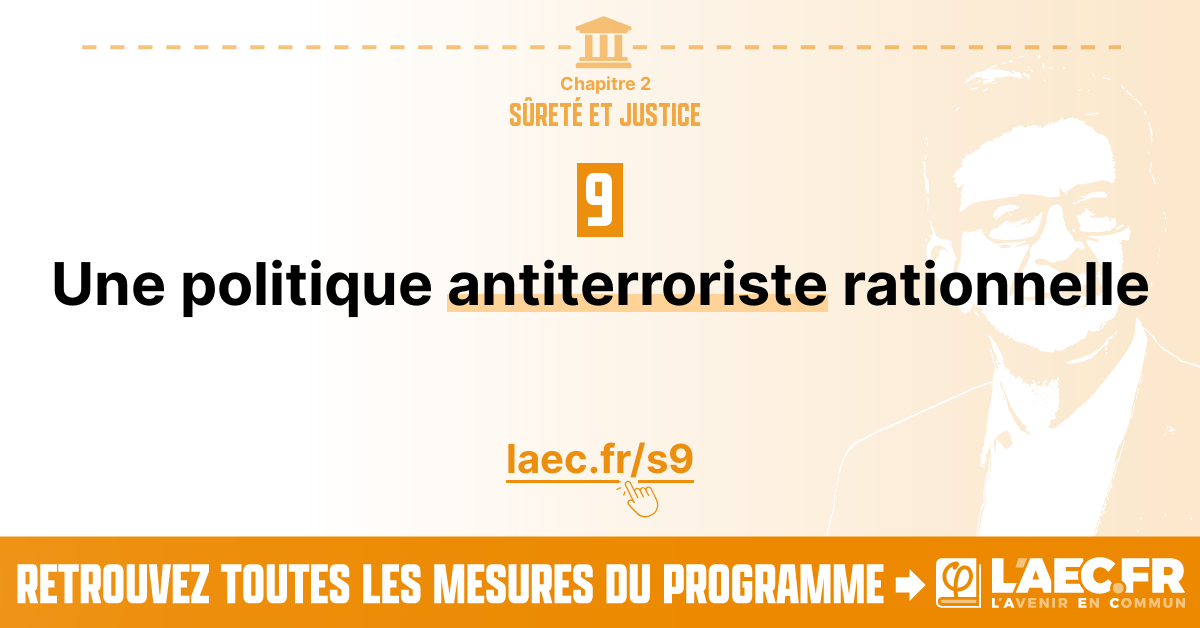 Chapitre 2
SÛRETÉ ET JUSTICE
9
Une politique antiterroriste rationnelle
laec.fr/s9
RETROUVEZ TOUTES LES MESURES DU PROGRAMME
φ L'AEC.FR
L'AVENIR EN COMMUN